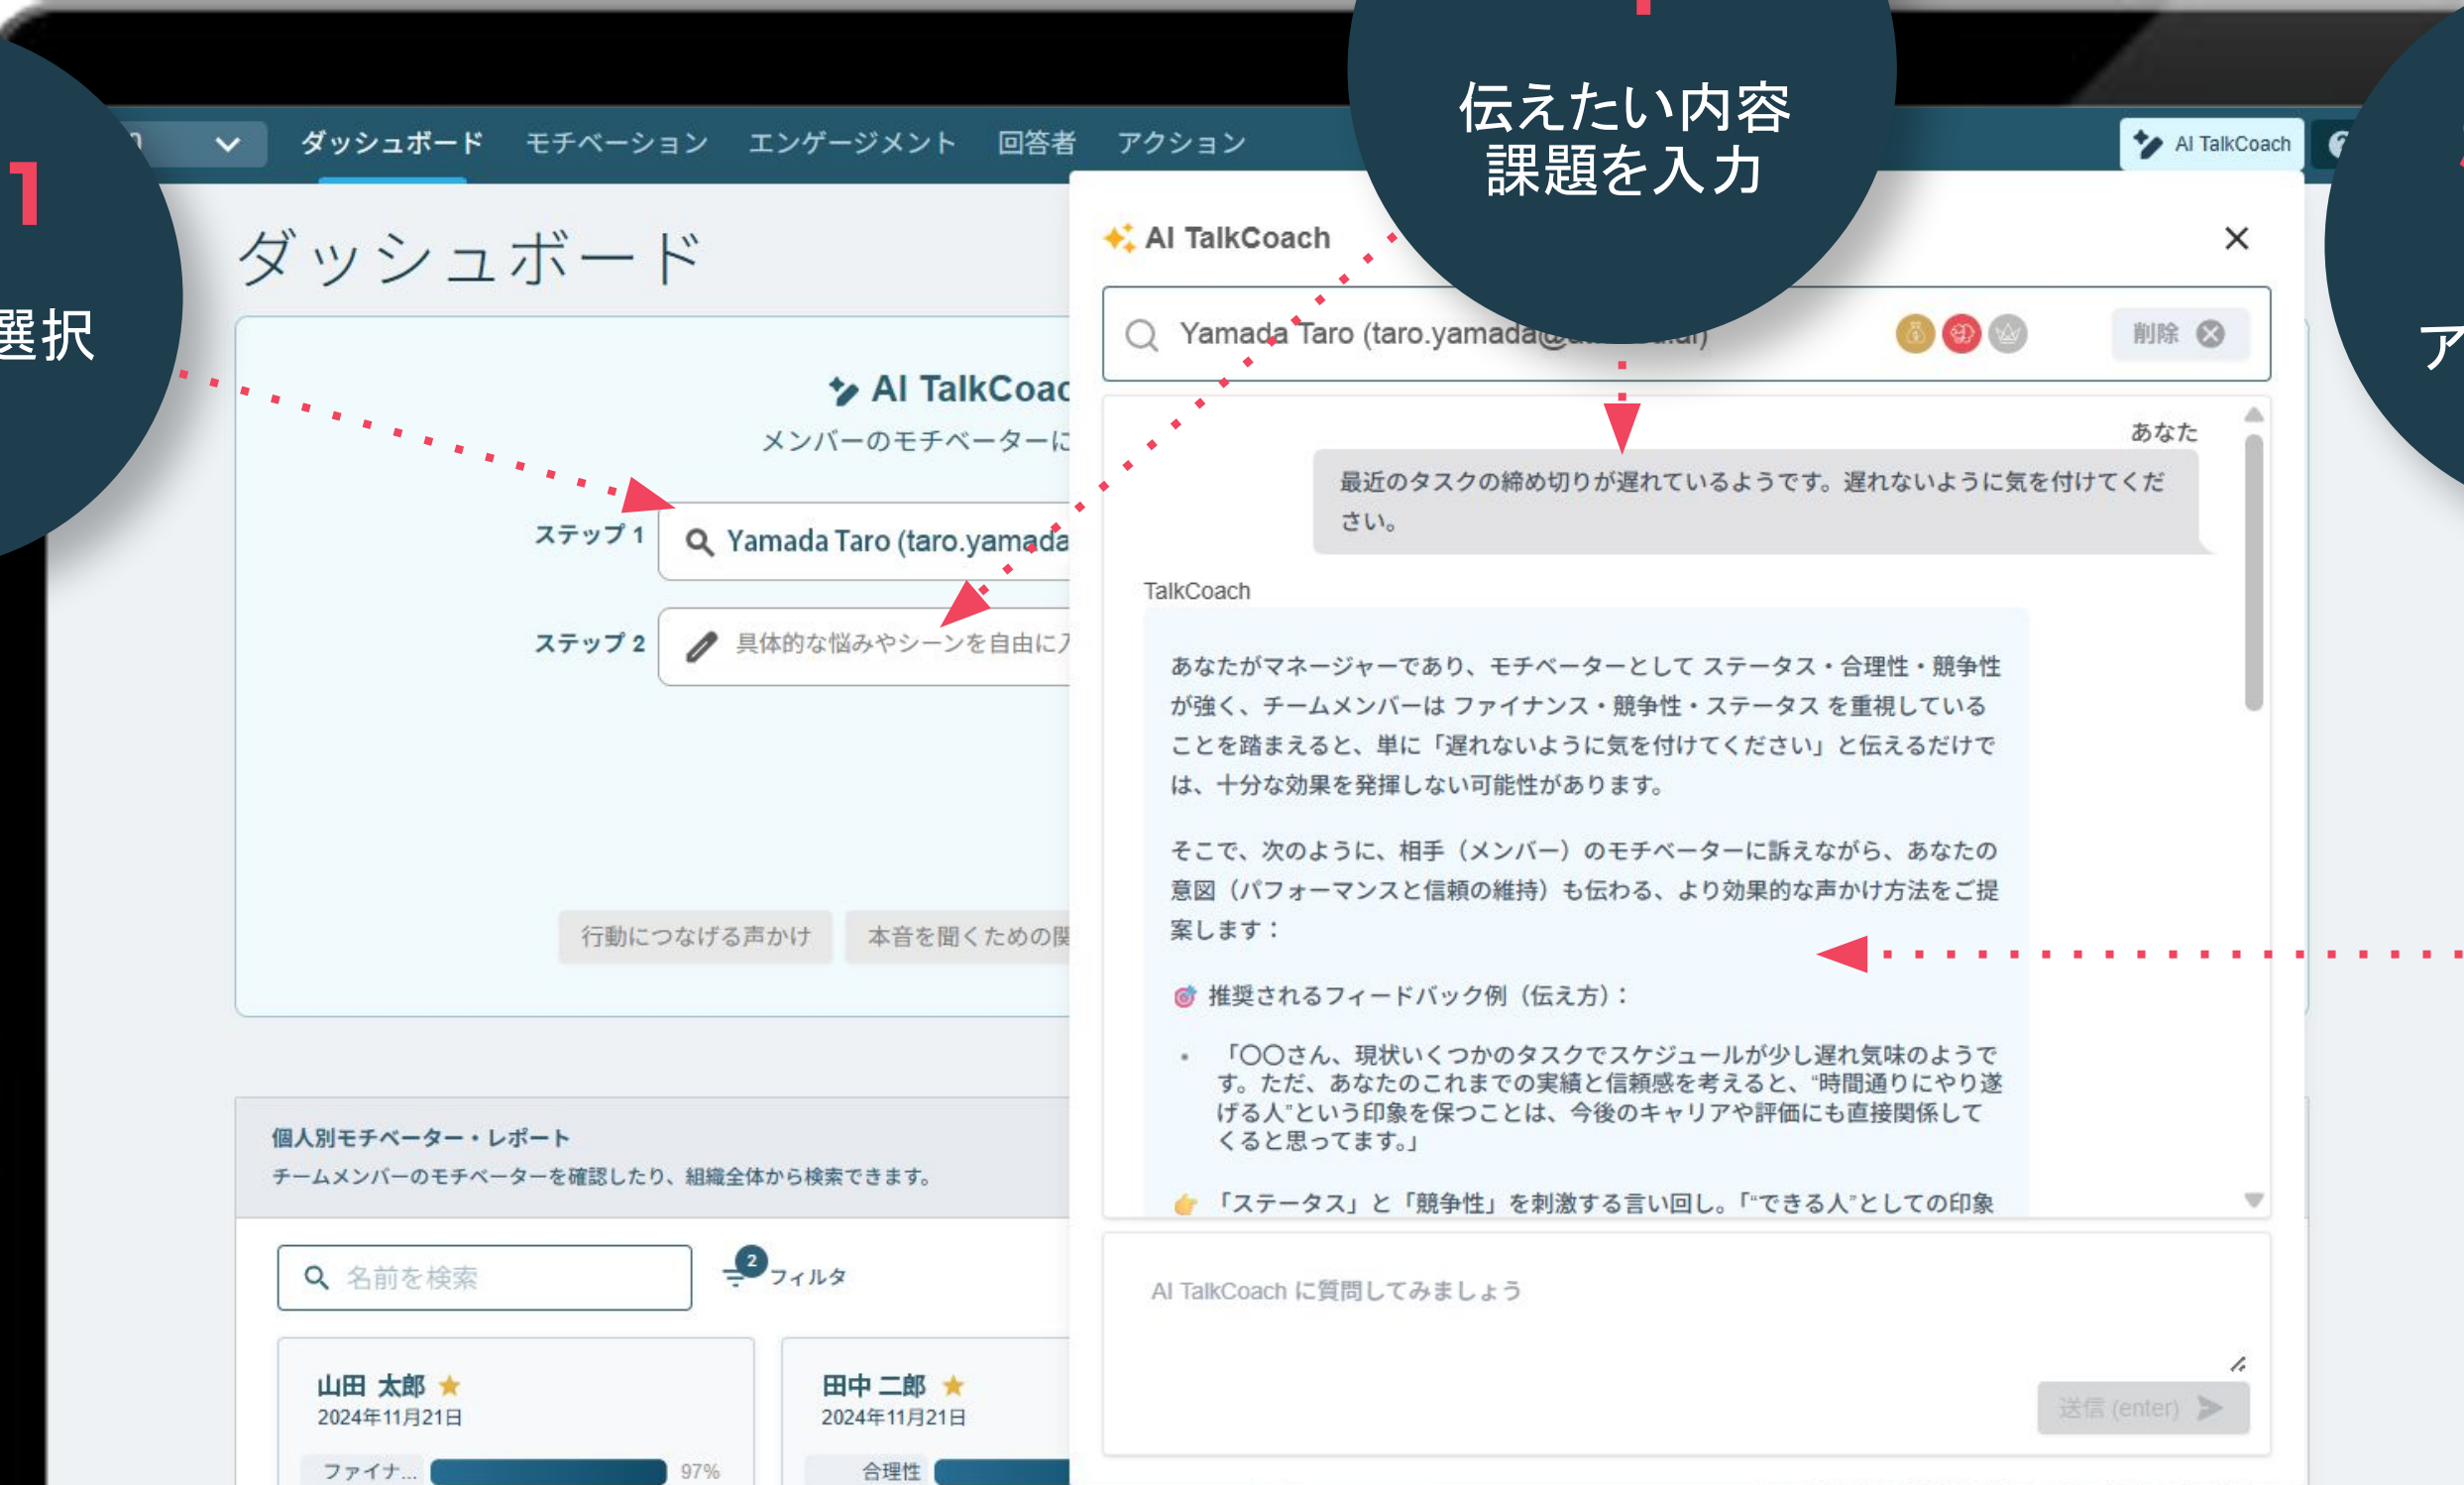 1
選択
伝えたい内容
課題を入力
ア
ダッシュボード
モチベーション
エンゲージメント
回答者
アクション
AI TalkCoach
ダッシュボード
AI TalkCoac
メンバーのモチベーターに
ステップ 1
Yamada Taro (taro.yamada
ステップ 2
具体的な悩みやシーンを自由に
行動につなげる声かけ
本音を聞くための
個人別モチベーター・レポート
チームメンバーのモチベーターを確認したり、組織全体から検索できます。
名前を検索
2
フィルタ
山田 太郎
2024年11月21日
ファイナ...
97%
田中 二郎
2024年11月21日
合理性
AI TalkCoach
Yamada Taro (taro.yamada@
削除
あなた
最近のタスクの締め切りが遅れているようです。遅れないように気を付けてくだ
さい。
TalkCoach
あなたがマネージャーであり、モチベーターとして ステータス・合理性・競争性
が強く、チームメンバーは ファイナンス・競争性・ステータス を重視している
ことを踏まえると、単に「遅れないように気を付けてください」と伝えるだけで
は、十分な効果を発揮しない可能性があります。
そこで、次のように、相手（メンバー）のモチベーターに訴えながら、あなたの
意図（パフォーマンスと信頼の維持）も伝わる、より効果的な声かけ方法をご提
案します：
🎯 推奨されるフィードバック例（伝え方）：
• 「〇〇さん、現状いくつかのタスクでスケジュールが少し遅れ気味のようで
す。ただ、あなたのこれまでの実績と信頼感を考えると、“時間通りにやり遂
げる人”という印象を保つことは、今後のキャリアや評価にも直接関係して
くると思ってます。」
👉 「ステータス」と「競争性」を刺激する言い回し。「“できる人”としての印象
AI TalkCoach に質問してみましょう
送信 (enter)